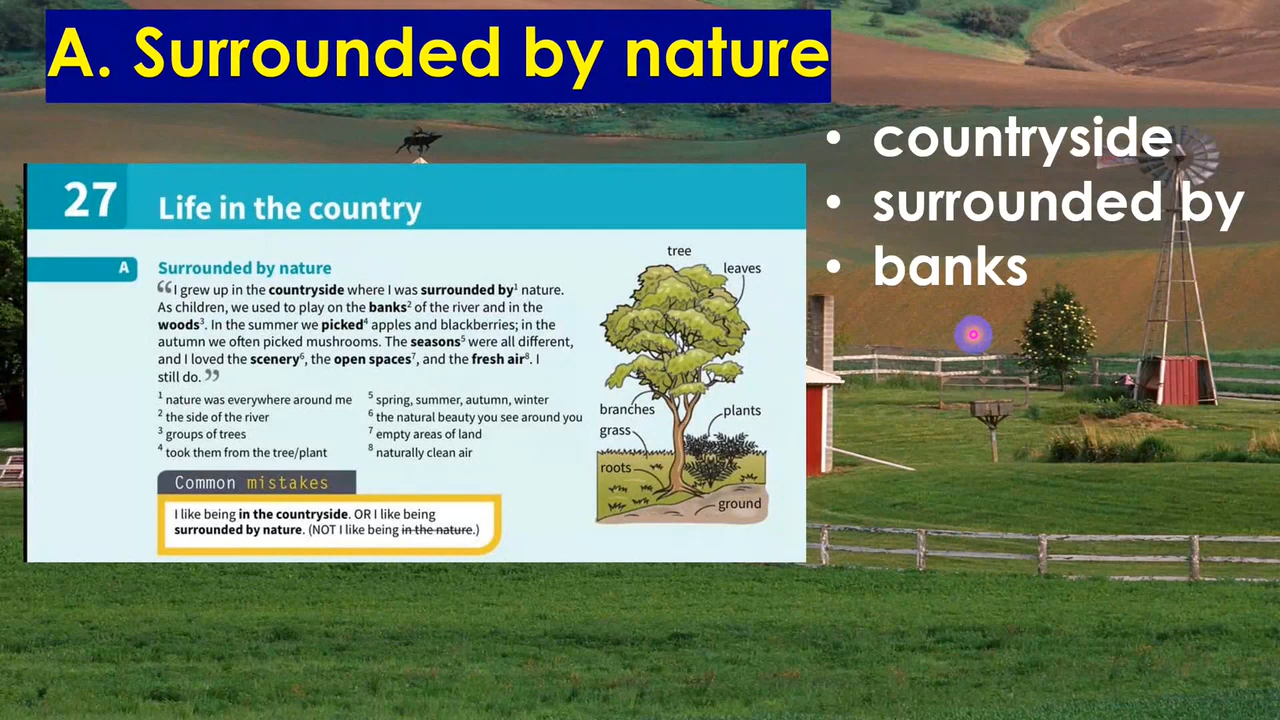 A. Surrounded by nature
• countryside
• surrounded by
• banks
27
Life in the country
A
Surrounded by nature
“I grew up in the countryside where I was surrounded by¹ nature.
As children, we used to play on the banks² of the river and in the
woods³. In the summer we picked⁴ apples and blackberries; in the
autumn we often picked mushrooms. The seasons⁵ were all different,
and I loved the scenery⁶, the open spaces⁷, and the fresh air⁸. I
still do.”
¹ nature was everywhere around me
² the side of the river
³ groups of trees
⁴ took them from the tree/plant
⁵ spring, summer, autumn, winter
⁶ the natural beauty you see around you
⁷ empty areas of land
⁸ naturally clean air
Common mistakes
I like being in the countryside. OR I like being
surrounded by nature. (NOT I like being in the nature.)
tree
leaves
branches
plants
grass
roots
ground